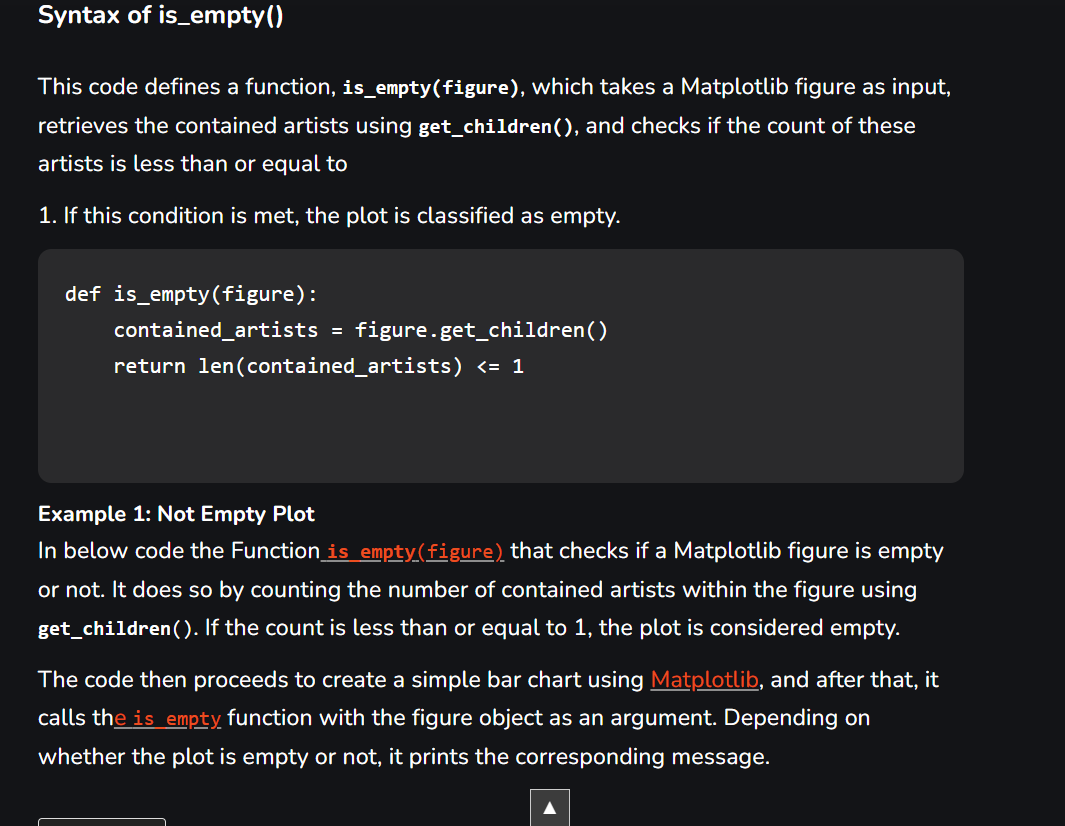 Syntax of is_empty()
This code defines a function, is_empty(figure), which takes a Matplotlib figure as input,
retrieves the contained artists using get_children(), and checks if the count of these
artists is less than or equal to
1. If this condition is met, the plot is classified as empty.
def is_empty(figure):
    contained_artists = figure.get_children()
    return len(contained_artists) <= 1
Example 1: Not Empty Plot
In below code the Function is_empty(figure) that checks if a Matplotlib figure is empty
or not. It does so by counting the number of contained artists within the figure using
get_children(). If the count is less than or equal to 1, the plot is considered empty.
The code then proceeds to create a simple bar chart using Matplotlib, and after that, it
calls the is_empty function with the figure object as an argument. Depending on
whether the plot is empty or not, it prints the corresponding message.